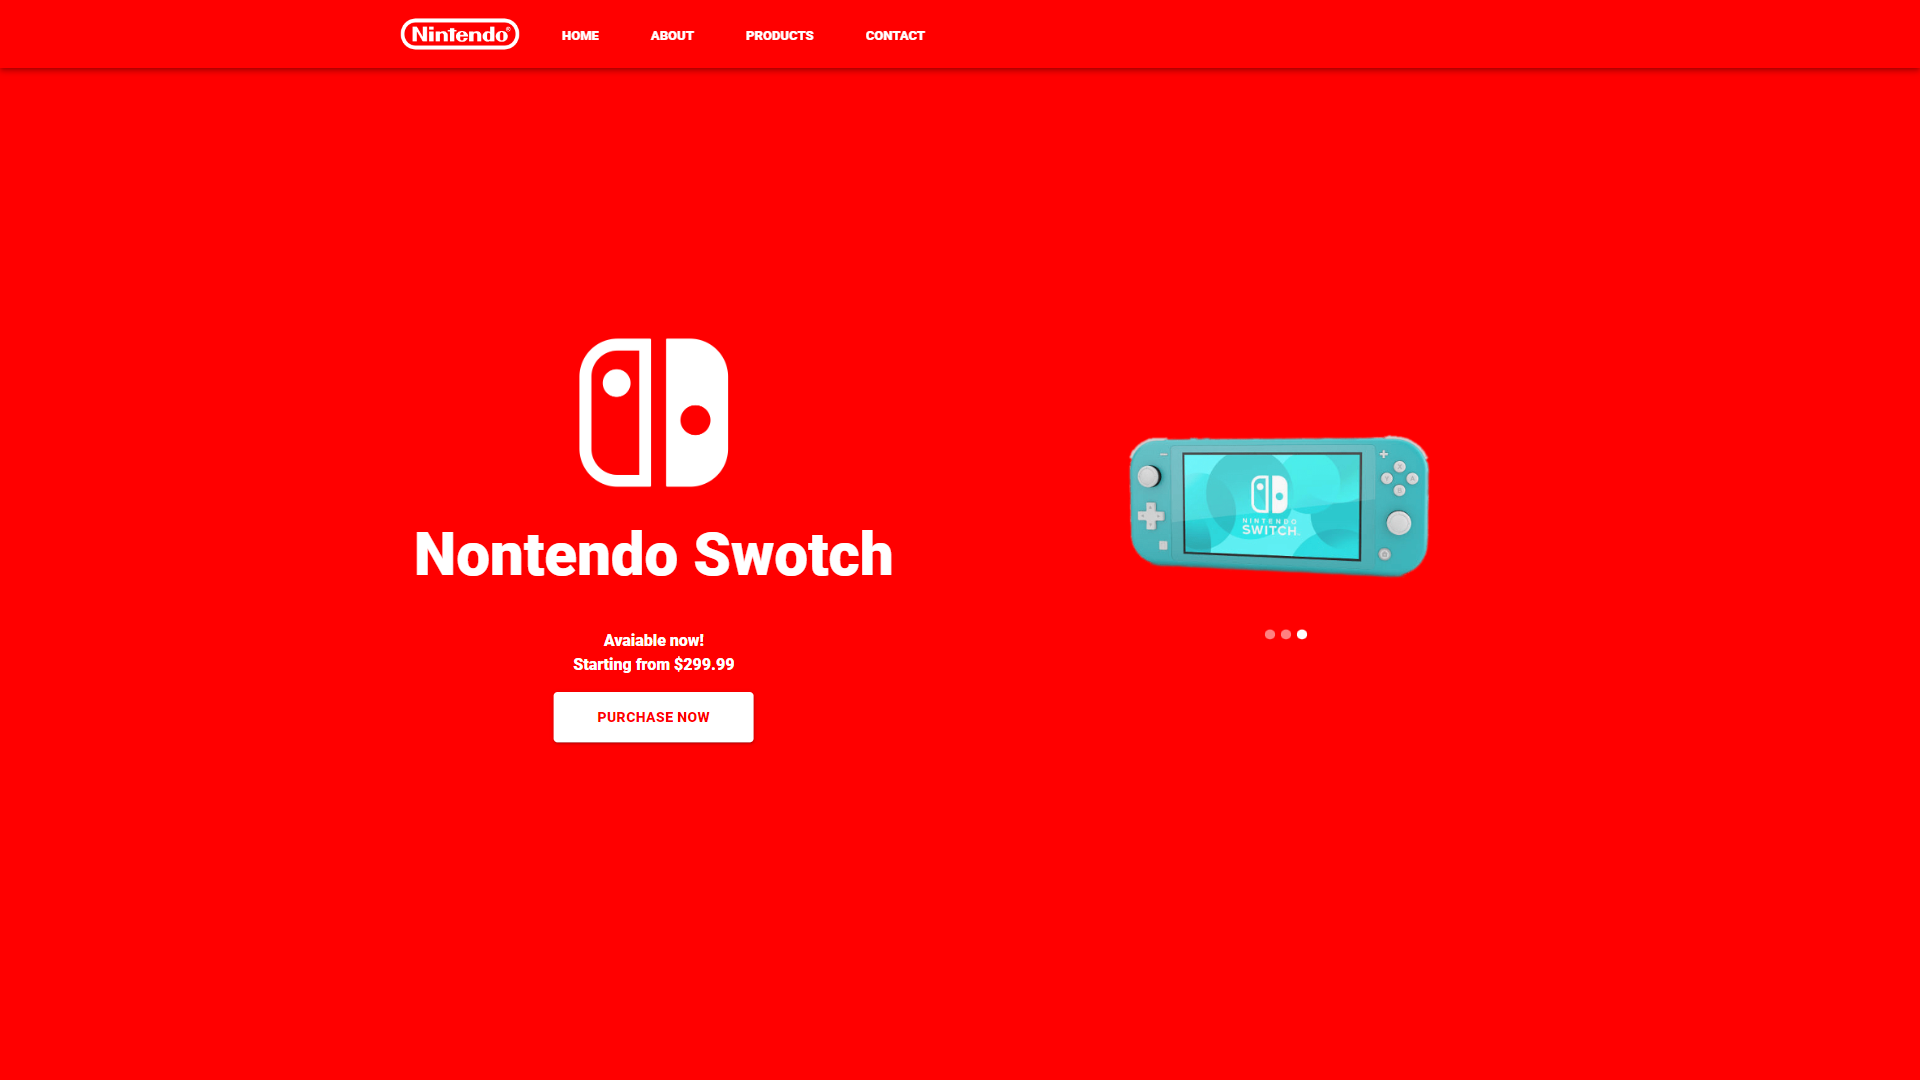 Nintendo®
HOME
ABOUT
PRODUCTS
CONTACT
Nontendo Swotch
Avaiable now!
Starting from $299.99
PURCHASE NOW
NINTENDO
SWITCH